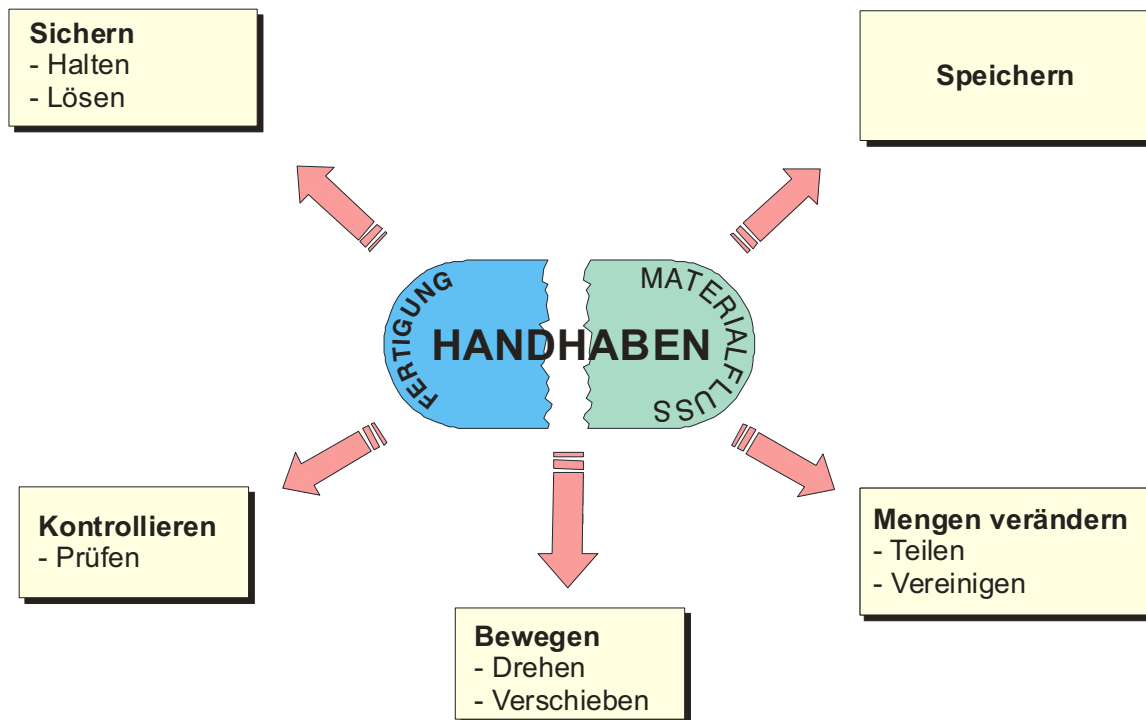 Sichern
- Halten
- Lösen
Speichern
FERTIGUNG
HANDHABEN
MATERIALFLUSS
Kontrollieren
- Prüfen
Mengen verändern
- Teilen
- Vereinigen
Bewegen
- Drehen
- Verschieben